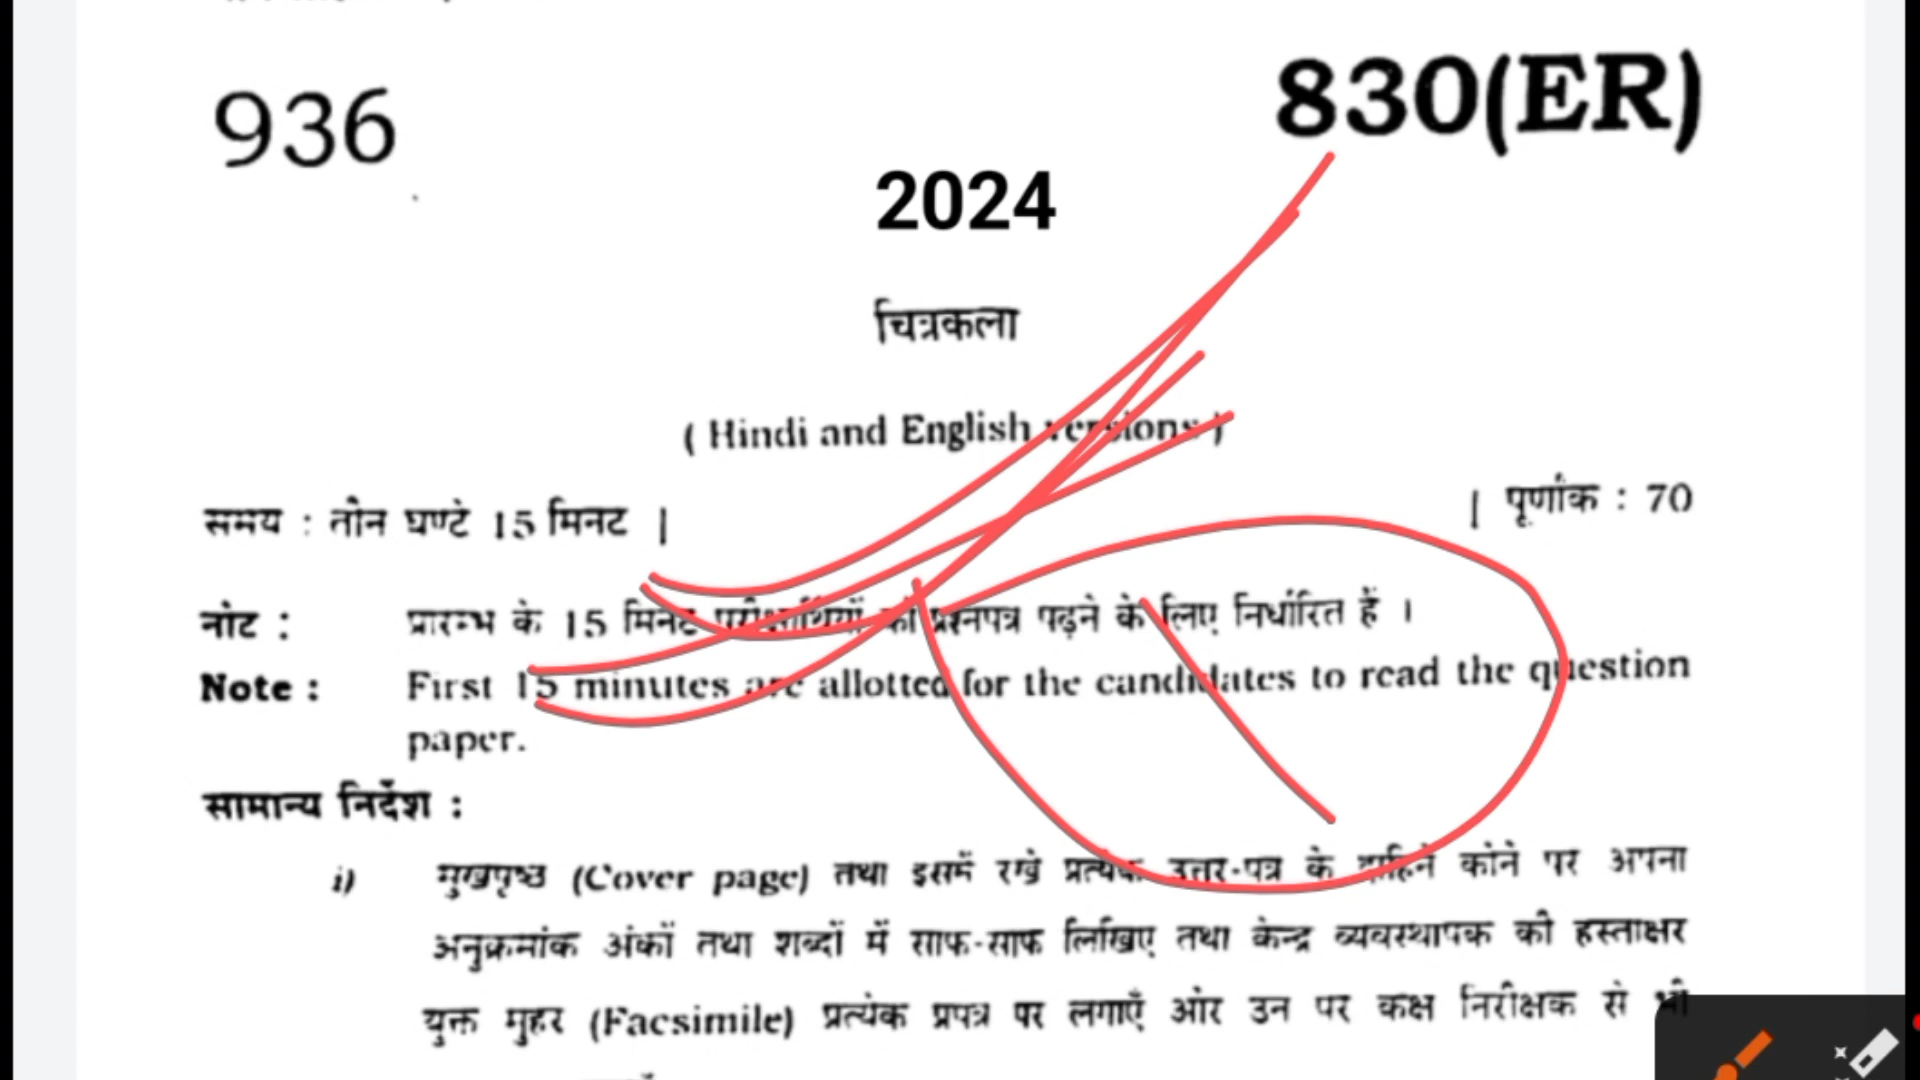 936
830(ER)
2024
चित्रकला
( Hindi and English versions )
समय : तीन घण्टे 15 मिनट | | पूर्णांक : 70
नोट : प्रारम्भ के 15 मिनट परीक्षार्थियों को प्रश्नपत्र पढ़ने के लिए निर्धारित हैं ।
Note : First 15 minutes are allotted for the candidates to read the question
paper.
सामान्य निर्देश :
i) मुखपृष्ठ (Cover page) तथा इसमें रखे प्रत्येक उत्तर-पत्र के दाहिने कोने पर अपना
अनुक्रमांक अंकों तथा शब्दों में साफ-साफ लिखिए तथा केन्द्र व्यवस्थापक की हस्ताक्षर
युक्त मुहर (Facsimile) प्रत्येक प्रपत्र पर लगाएँ और उन पर कक्ष निरीक्षक से भी